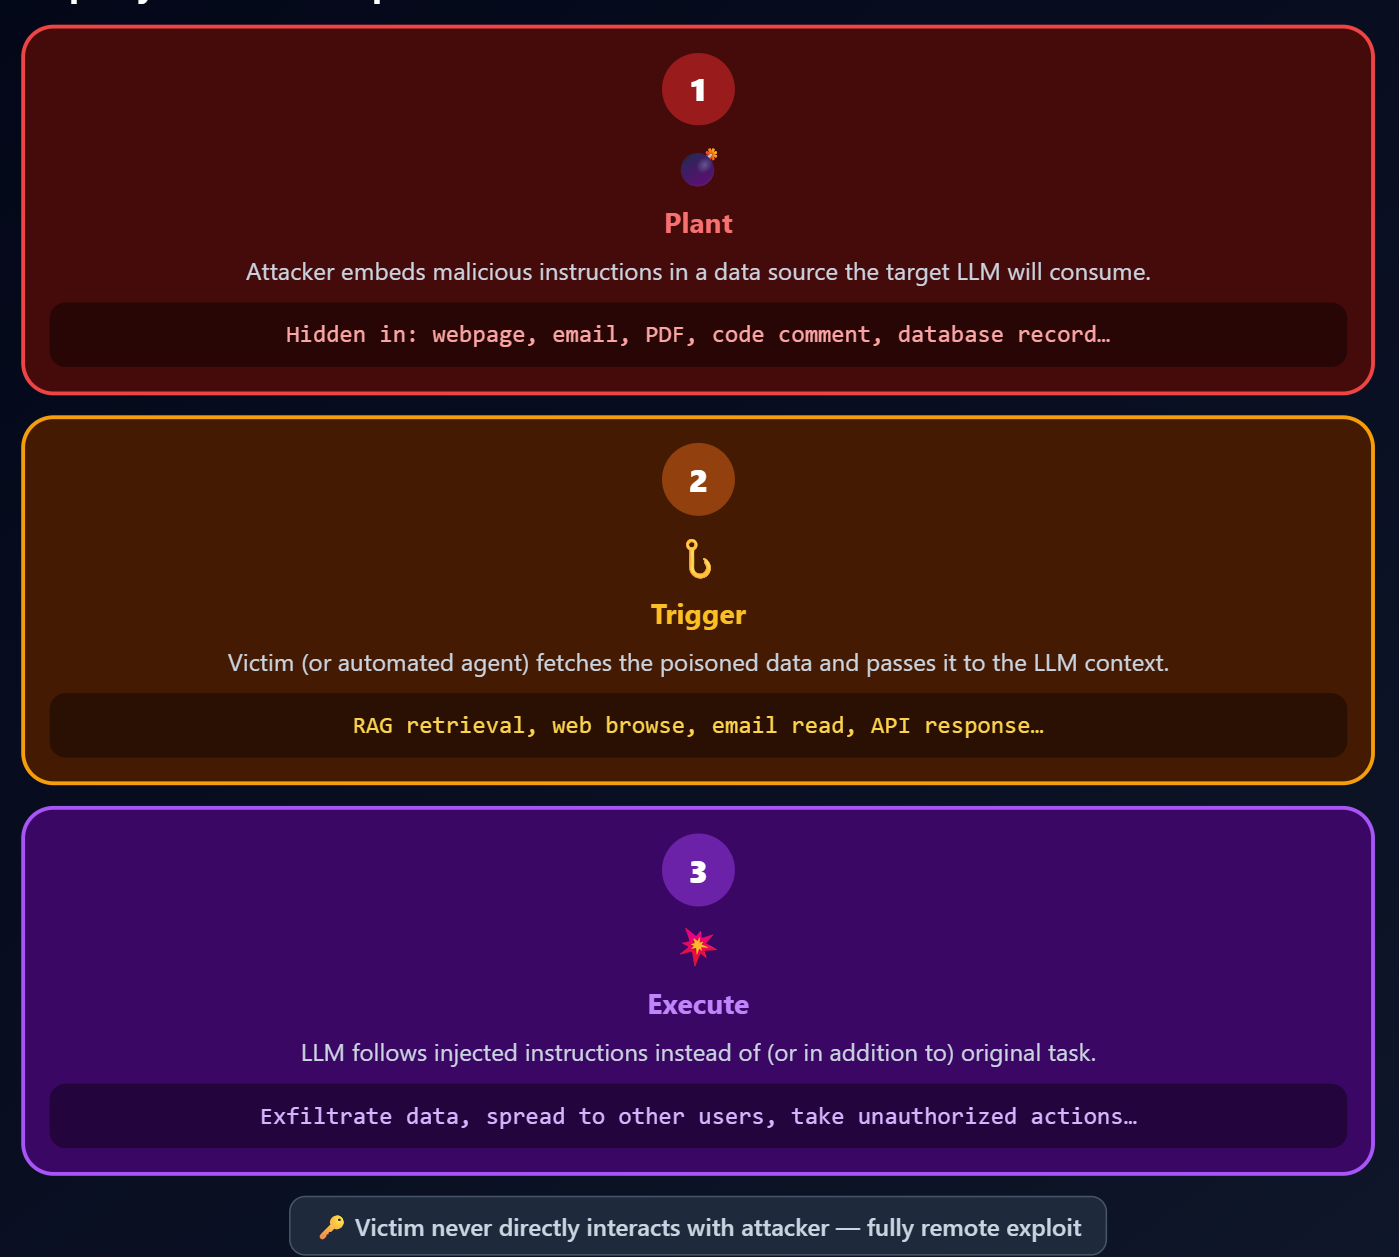 1
Plant
Attacker embeds malicious instructions in a data source the target LLM will consume.
Hidden in: webpage, email, PDF, code comment, database record…
2
Trigger
Victim (or automated agent) fetches the poisoned data and passes it to the LLM context.
RAG retrieval, web browse, email read, API response…
3
Execute
LLM follows injected instructions instead of (or in addition to) original task.
Exfiltrate data, spread to other users, take unauthorized actions…
Victim never directly interacts with attacker — fully remote exploit